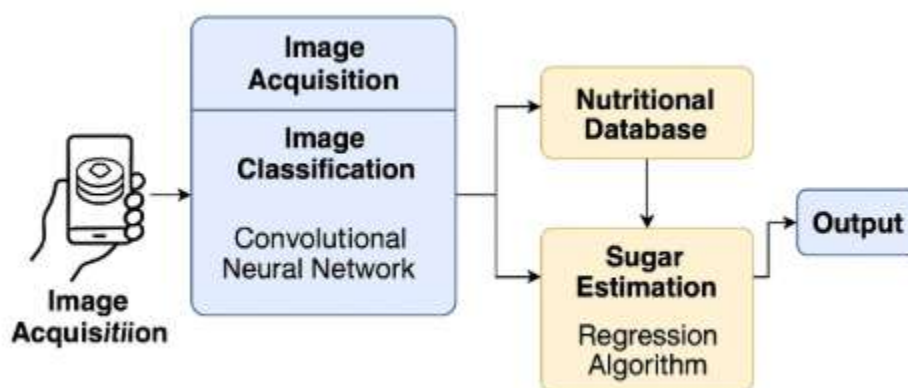 Image
Acquisitiion
Image
Acquisition
Image
Classification
Convolutional
Neural Network
Nutritional
Database
Sugar
Estimation
Regression
Algorithm
Output